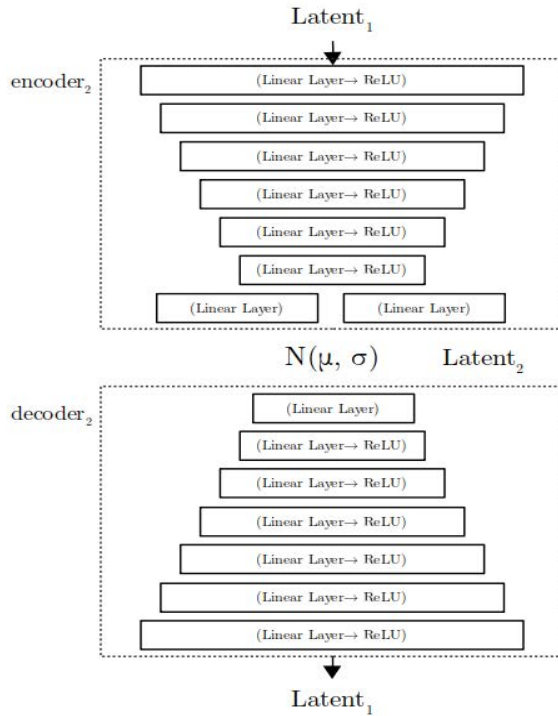 Latent₁
encoder₂
(Linear Layer→ ReLU)
(Linear Layer→ ReLU)
(Linear Layer→ ReLU)
(Linear Layer→ ReLU)
(Linear Layer→ ReLU)
(Linear Layer→ ReLU)
(Linear Layer) (Linear Layer)
N(μ, σ) Latent₂
decoder₂
(Linear Layer)
(Linear Layer→ ReLU)
(Linear Layer→ ReLU)
(Linear Layer→ ReLU)
(Linear Layer→ ReLU)
(Linear Layer→ ReLU)
(Linear Layer→ ReLU)
Latent₁